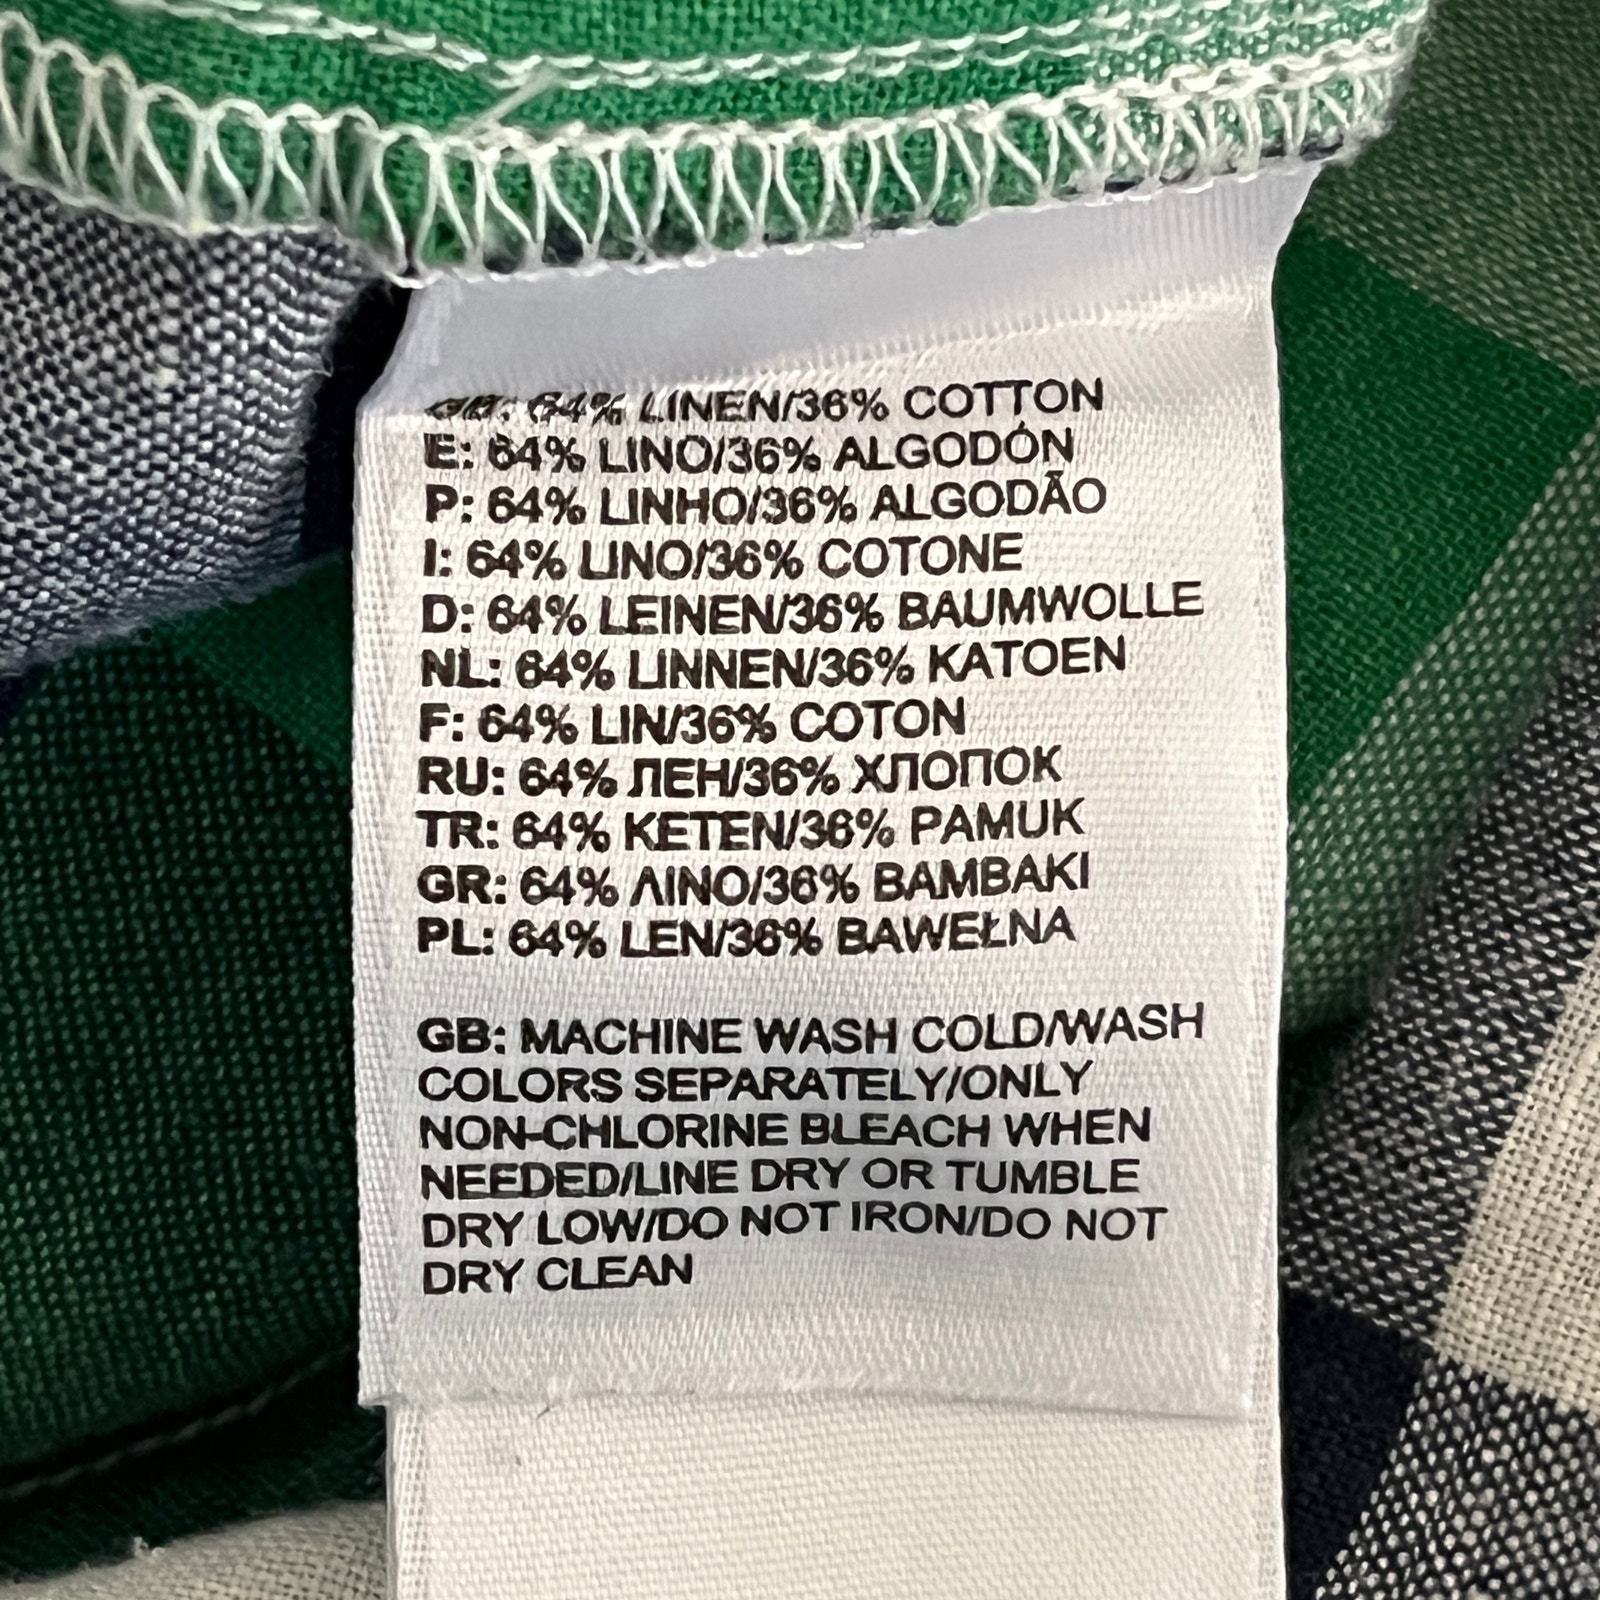 GB: 64% LINEN/36% COTTON
E: 64% LINO/36% ALGODÓN
P: 64% LINHO/36% ALGODÃO
I: 64% LINO/36% COTONE
D: 64% LEINEN/36% BAUMWOLLE
NL: 64% LINNEN/36% KATOEN
F: 64% LIN/36% COTON
RU: 64% ЛЕН/36% ХЛОПОК
TR: 64% KETEN/36% PAMUK
GR: 64% ΛΙΝΟ/36% ΒΑΜΒΑΚΙ
PL: 64% LEN/36% BAWEŁNA
GB: MACHINE WASH COLD/WASH
COLORS SEPARATELY/ONLY
NON-CHLORINE BLEACH WHEN
NEEDED/LINE DRY OR TUMBLE
DRY LOW/DO NOT IRON/DO NOT
DRY CLEAN